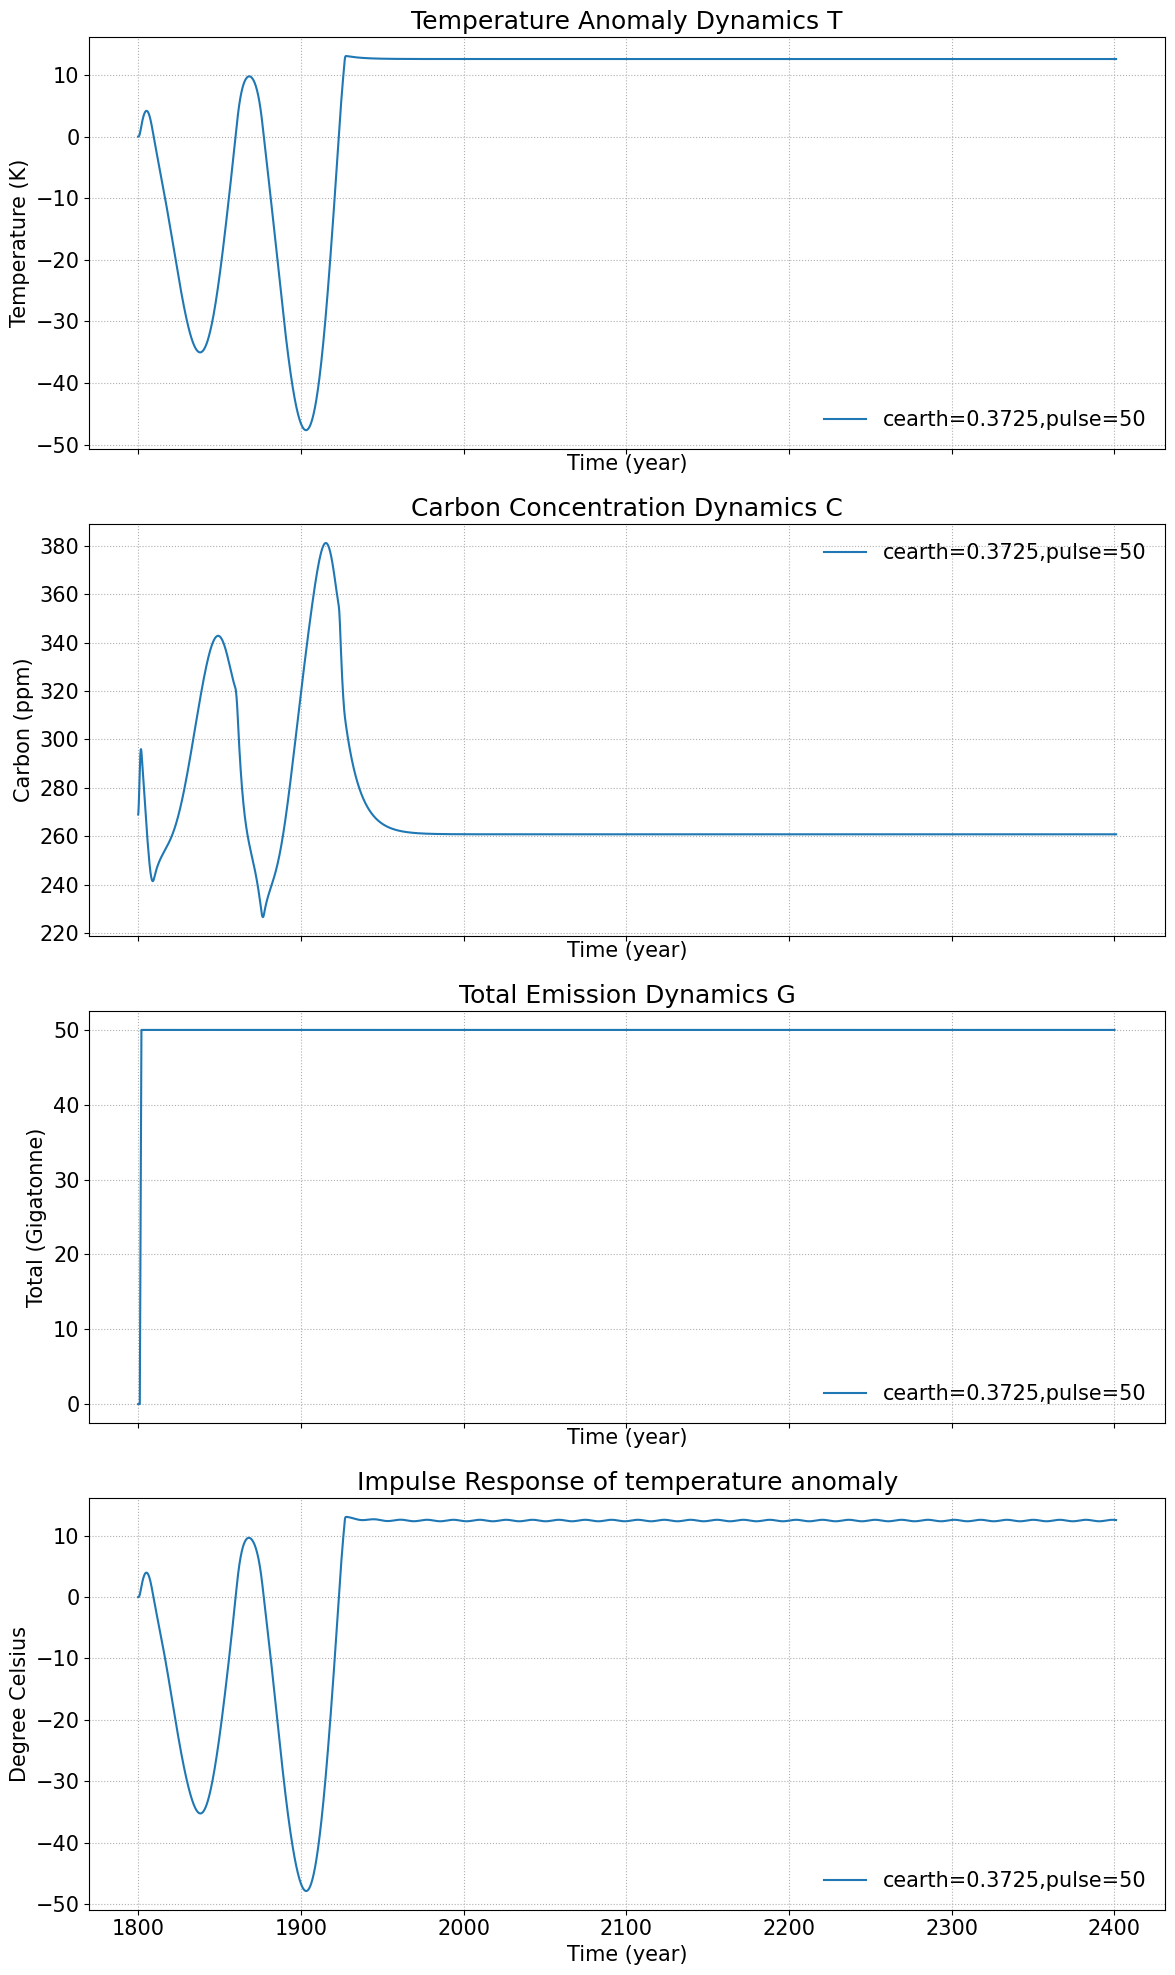 Temperature Anomaly Dynamics T
10
0
−10
−20
−30
−40
−50
Temperature (K)
cearth=0.3725,pulse=50
Time (year)
Carbon Concentration Dynamics C
380
360
340
320
300
280
260
240
220
Carbon (ppm)
cearth=0.3725,pulse=50
Time (year)
Total Emission Dynamics G
50
40
30
20
10
0
Total (Gigatonne)
cearth=0.3725,pulse=50
Time (year)
Impulse Response of temperature anomaly
10
0
−10
−20
−30
−40
−50
Degree Celsius
cearth=0.3725,pulse=50
1800 1900 2000 2100 2200 2300 2400
Time (year)